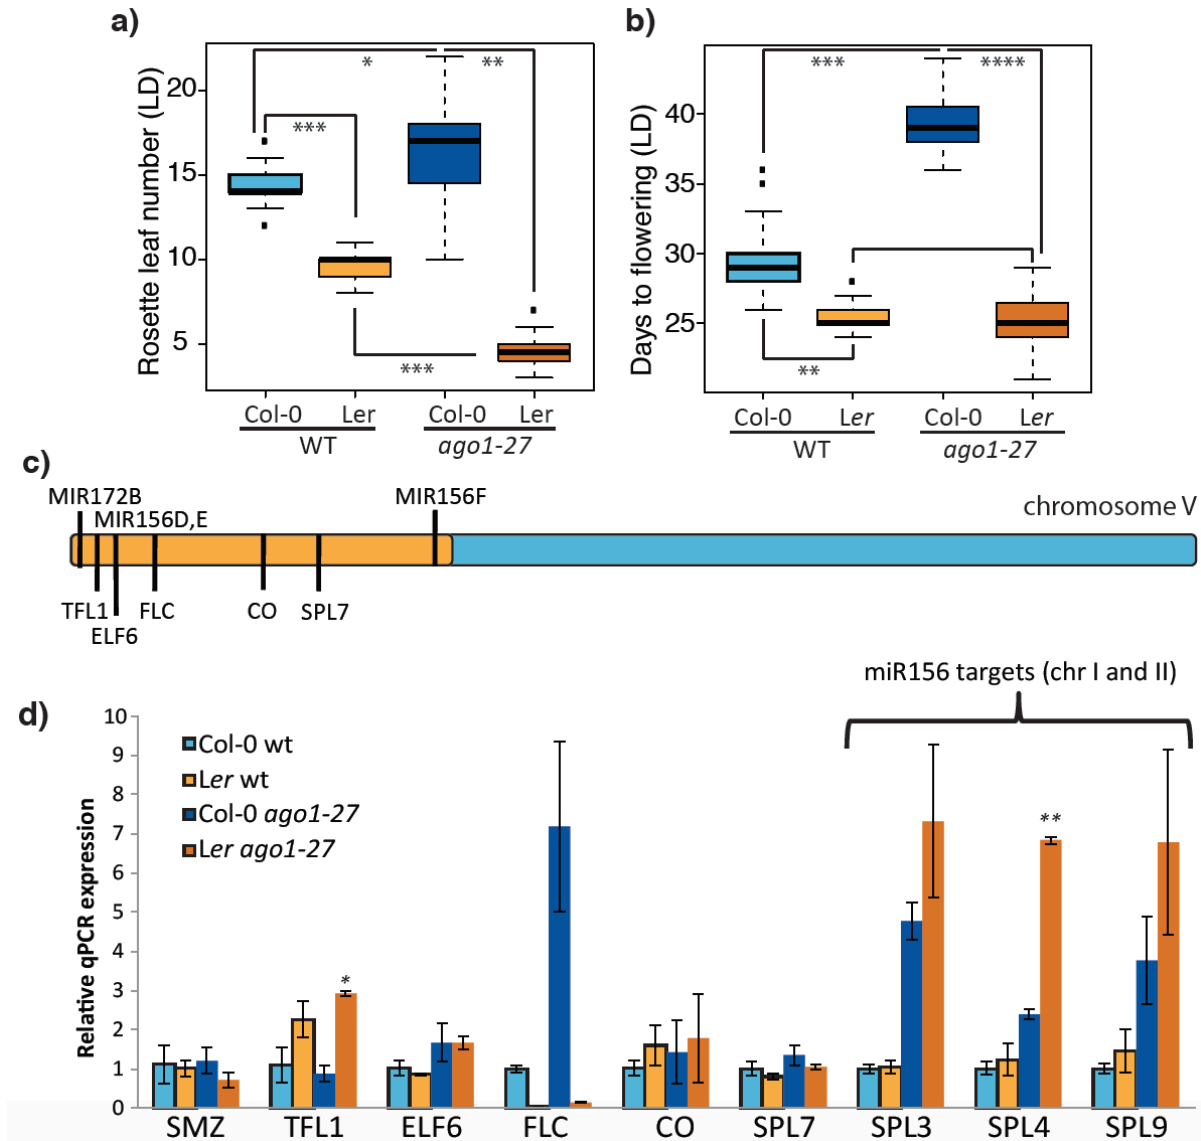 a)
Rosette leaf number (LD)
20
15
10
5
*
**
***
***
Col-0 Ler Col-0 Ler
WT ago1-27
b)
Days to flowering (LD)
40
35
30
25
***
****
**
Col-0 Ler Col-0 Ler
WT ago1-27
c)
chromosome V
MIR172B
MIR156D,E
MIR156F
TFL1
ELF6
FLC
CO
SPL7
miR156 targets (chr I and II)
d)
Relative qPCR expression
10
9
8
7
6
5
4
3
2
1
0
Col-0 wt
Ler wt
Col-0 ago1-27
Ler ago1-27
*
**
SMZ TFL1 ELF6 FLC CO SPL7 SPL3 SPL4 SPL9